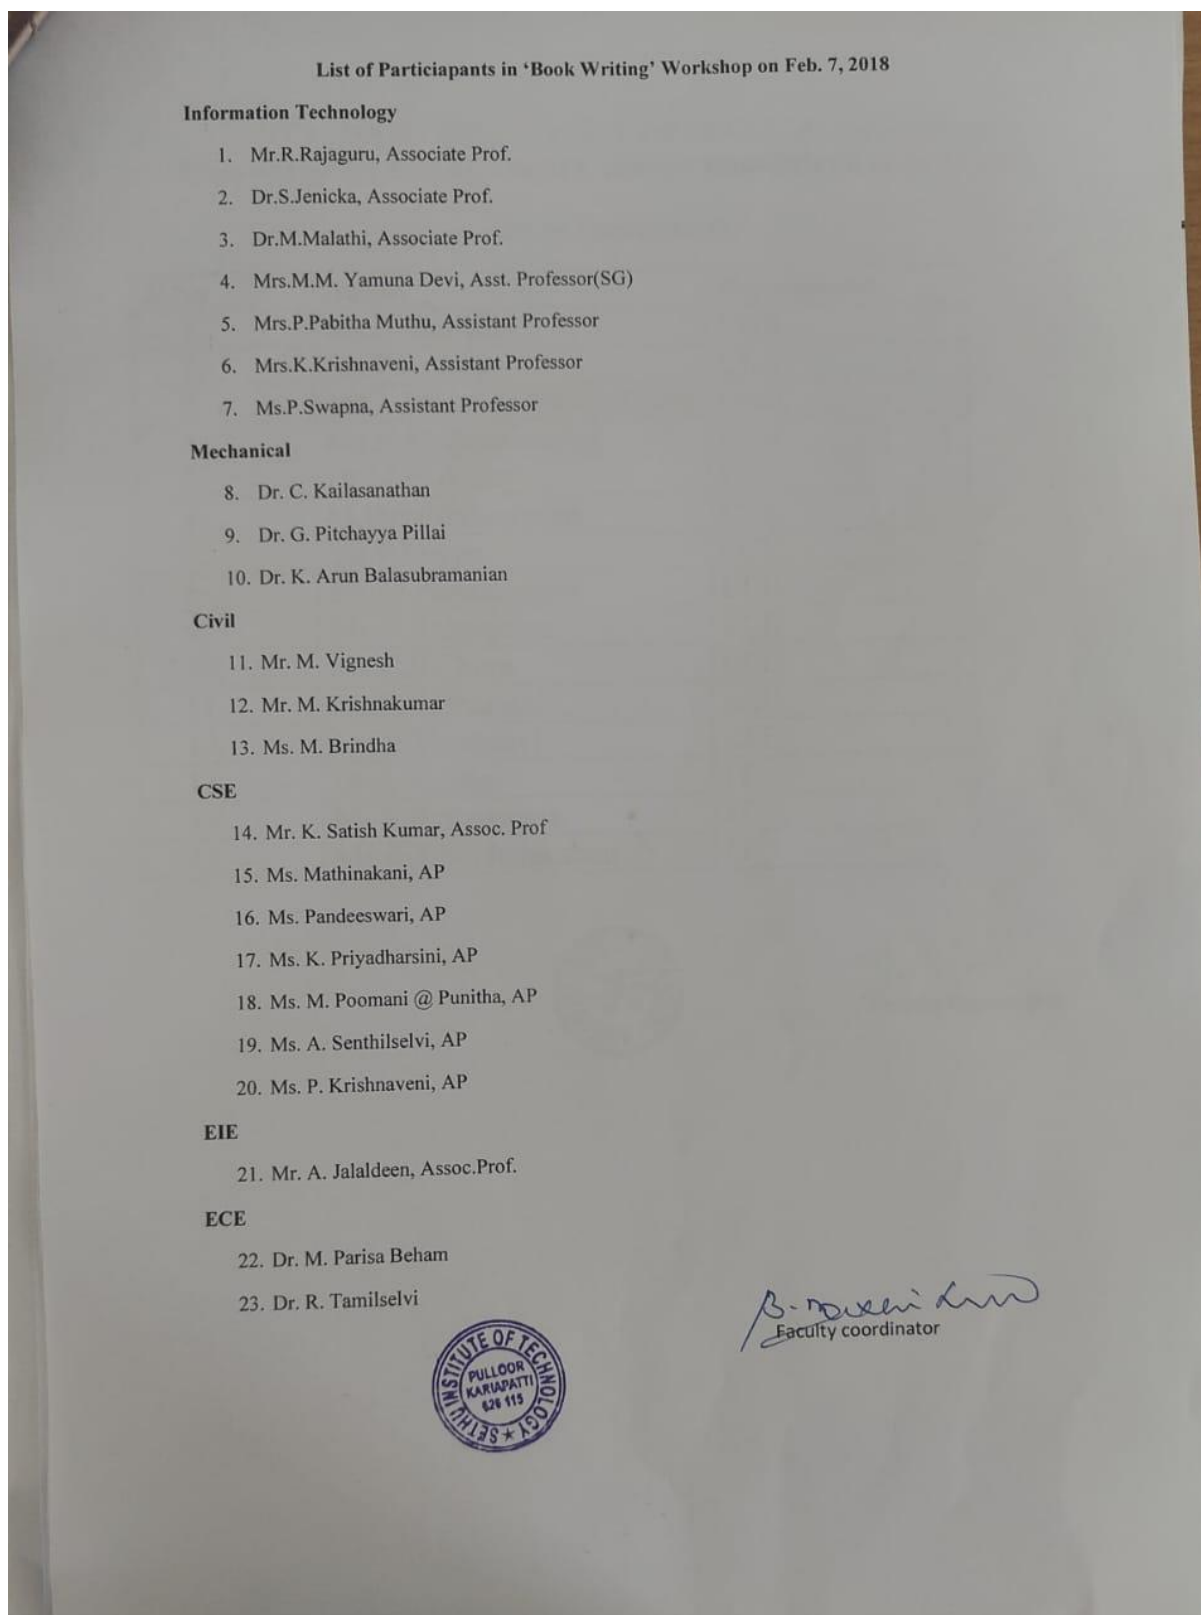 List of Particiapants in ‘Book Writing’ Workshop on Feb. 7, 2018
Information Technology
1. Mr.R.Rajaguru, Associate Prof.
2. Dr.S.Jenicka, Associate Prof.
3. Dr.M.Malathi, Associate Prof.
4. Mrs.M.M. Yamuna Devi, Asst. Professor(SG)
5. Mrs.P.Pabitha Muthu, Assistant Professor
6. Mrs.K.Krishnaveni, Assistant Professor
7. Ms.P.Swapna, Assistant Professor
Mechanical
8. Dr. C. Kailasanathan
9. Dr. G. Pitchayya Pillai
10. Dr. K. Arun Balasubramanian
Civil
11. Mr. M. Vignesh
12. Mr. M. Krishnakumar
13. Ms. M. Brindha
CSE
14. Mr. K. Satish Kumar, Assoc. Prof
15. Ms. Mathinakani, AP
16. Ms. Pandeeswari, AP
17. Ms. K. Priyadharsini, AP
18. Ms. M. Poomani @ Punitha, AP
19. Ms. A. Senthilselvi, AP
20. Ms. P. Krishnaveni, AP
EIE
21. Mr. A. Jalaldeen, Assoc.Prof.
ECE
22. Dr. M. Parisa Beham
23. Dr. R. Tamilselvi
Faculty coordinator
SETHU INSTITUTE OF TECHNOLOGY ★
PULLOOR
KARIAPATTI
626 115